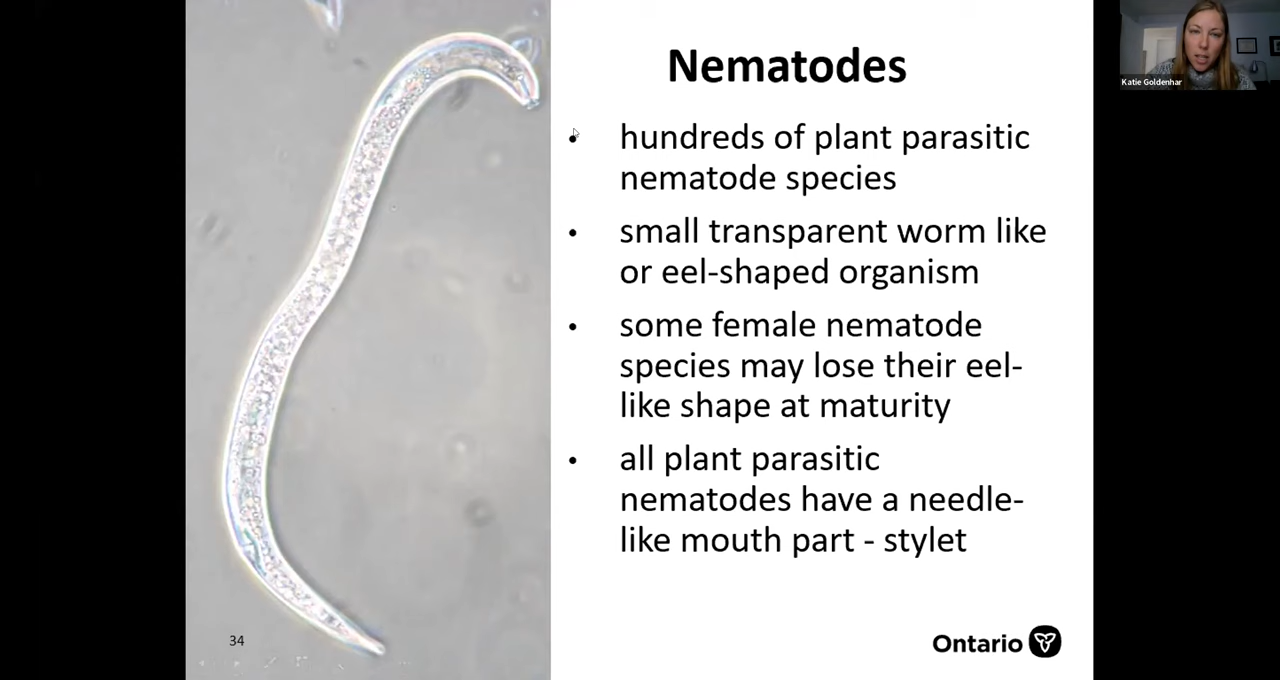 Nematodes
Katie Goldenhar
• hundreds of plant parasitic
nematode species
• small transparent worm like
or eel-shaped organism
• some female nematode
species may lose their eel-
like shape at maturity
• all plant parasitic
nematodes have a needle-
like mouth part - stylet
34
Ontario